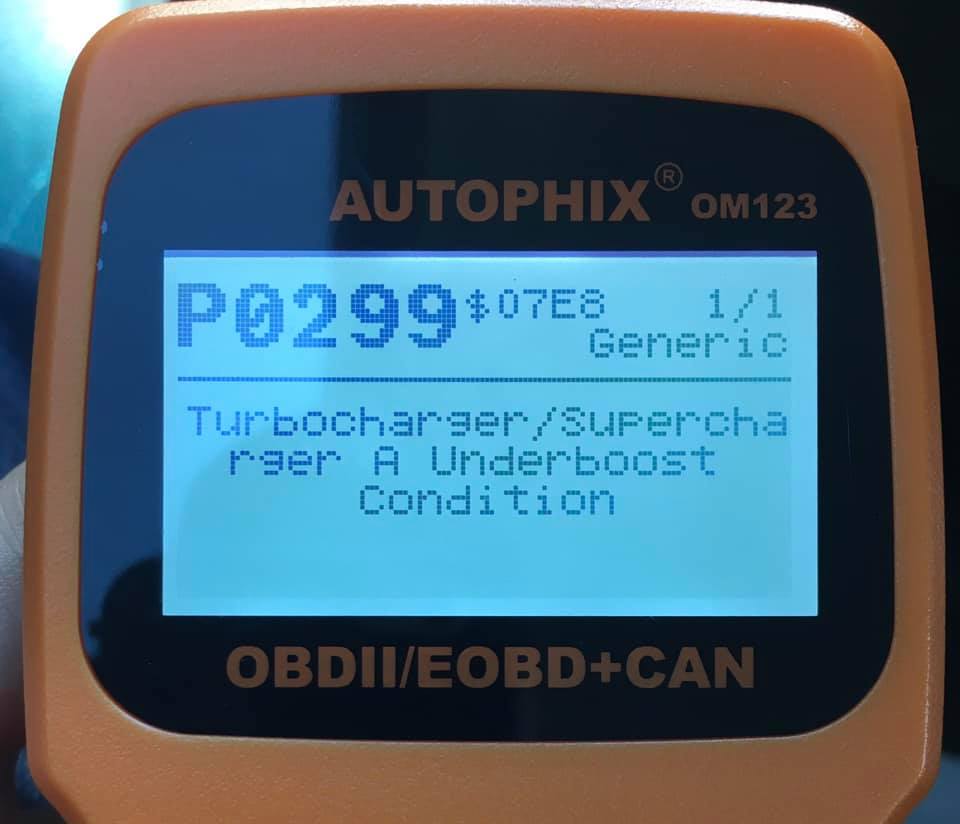 AUTOPHIX® OM123
P0299 $07E8 1/1
Generic
Turbocharger/Supercha
rger A Underboost
Condition
OBDII/EOBD+CAN